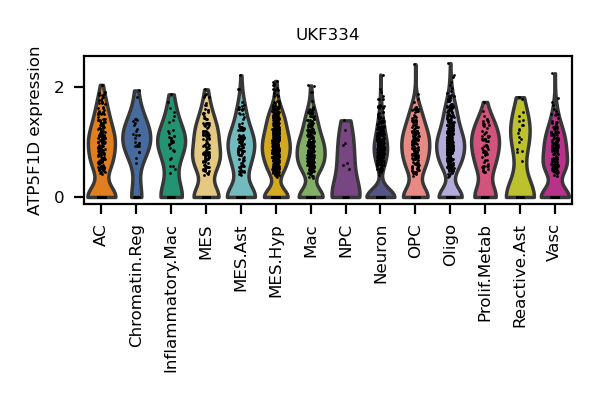 UKF334
ATP5F1D expression
2
0
AC
Chromatin.Reg
Inflammatory.Mac
MES
MES.Ast
MES.Hyp
Mac
NPC
Neuron
OPC
Oligo
Prolif.Metab
Reactive.Ast
Vasc